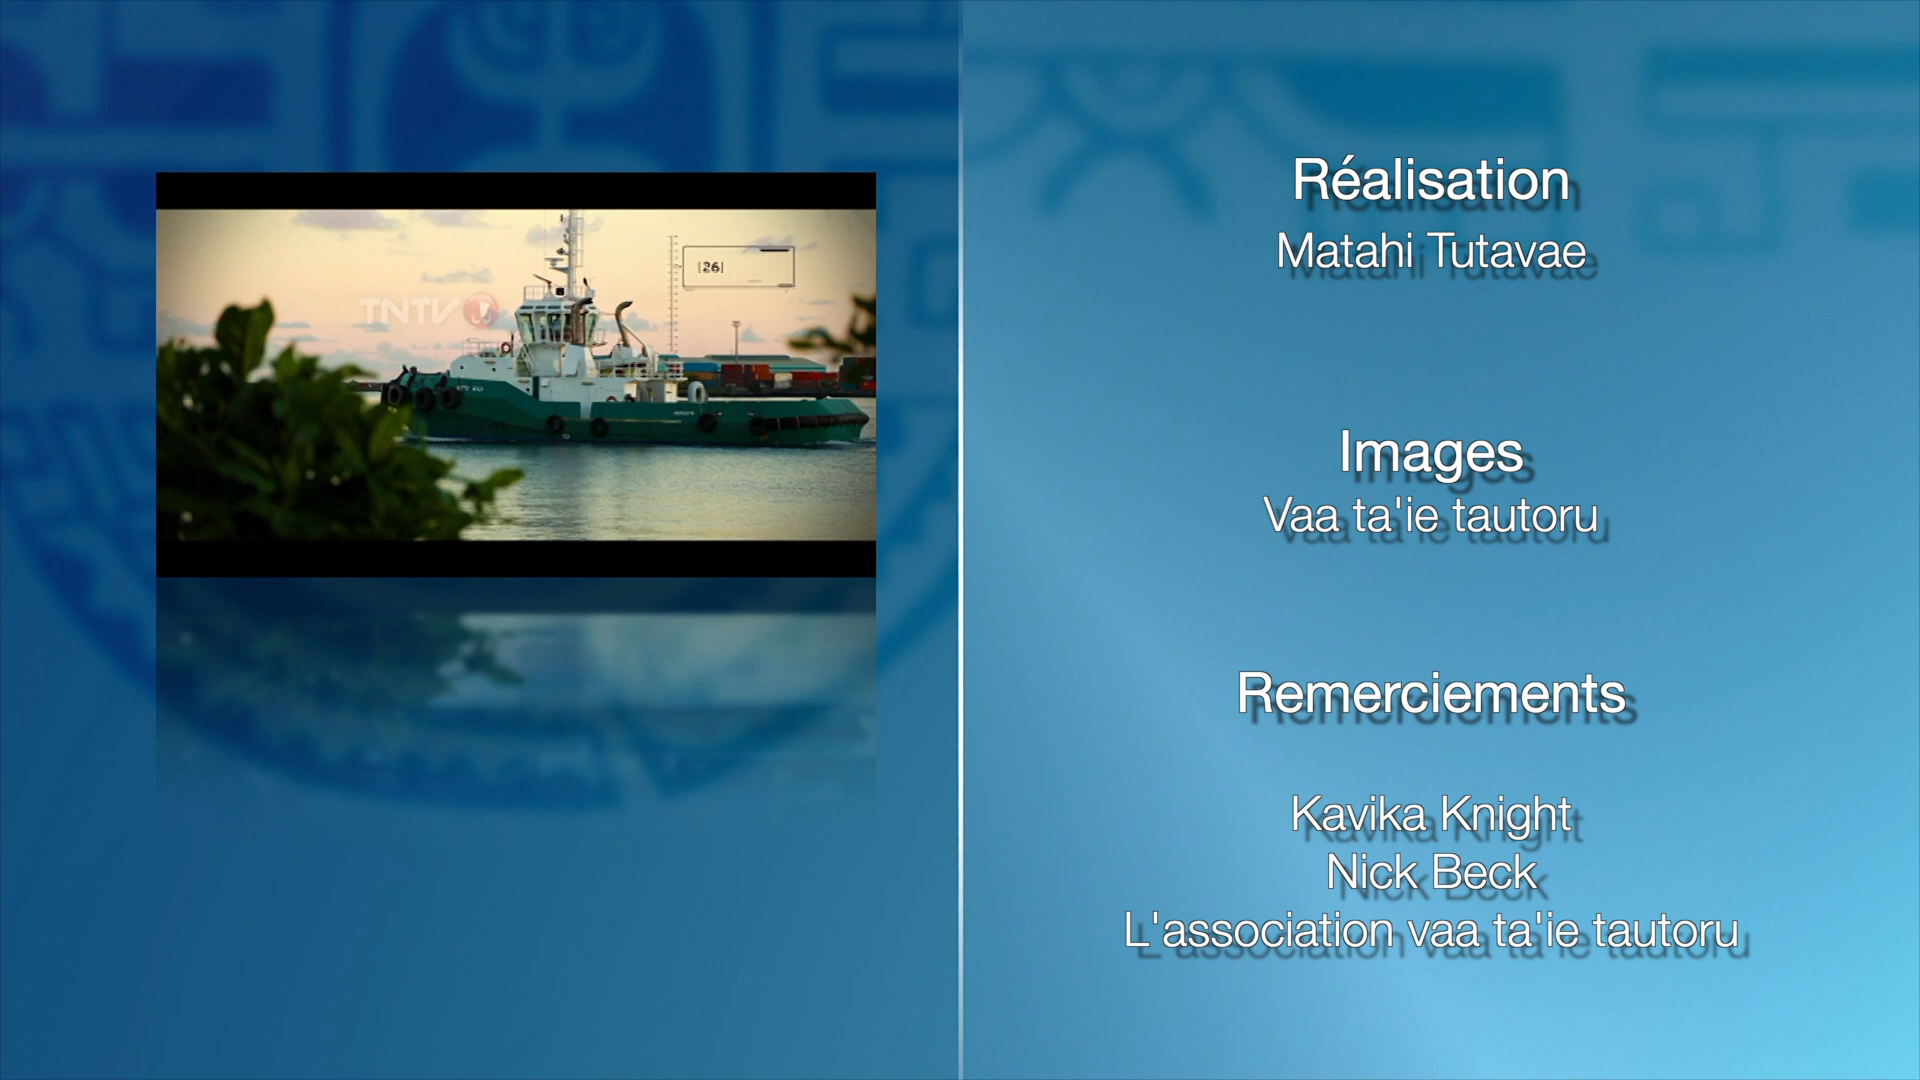 TNTV
26
Réalisation
Matahi Tutavae
Images
Vaa ta'ie tautoru
Remerciements
Kavika Knight
Nick Beck
L'association vaa ta'ie tautoru